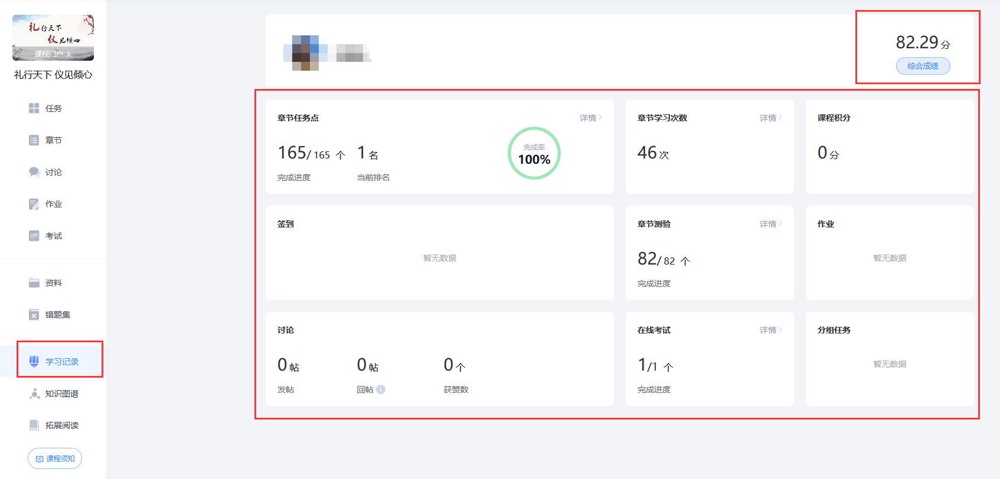 礼行天下
仪见倾心
课程门户 >
礼行天下 仪见倾心
任务
章节
讨论
作业
考试
资料
错题集
学习记录
知识图谱
拓展阅读
课程须知
82.29 分
综合成绩
章节任务点
详情 >
165/ 165 个
完成进度
1 名
当前排名
完成率
100%
章节学习次数
详情 >
46 次
课程积分
0 分
签到
暂无数据
章节测验
详情 >
82/ 82 个
完成进度
作业
暂无数据
讨论
0 帖
发帖
0 帖
回帖
0 个
获赞数
在线考试
详情 >
1/1 个
完成进度
分组任务
暂无数据